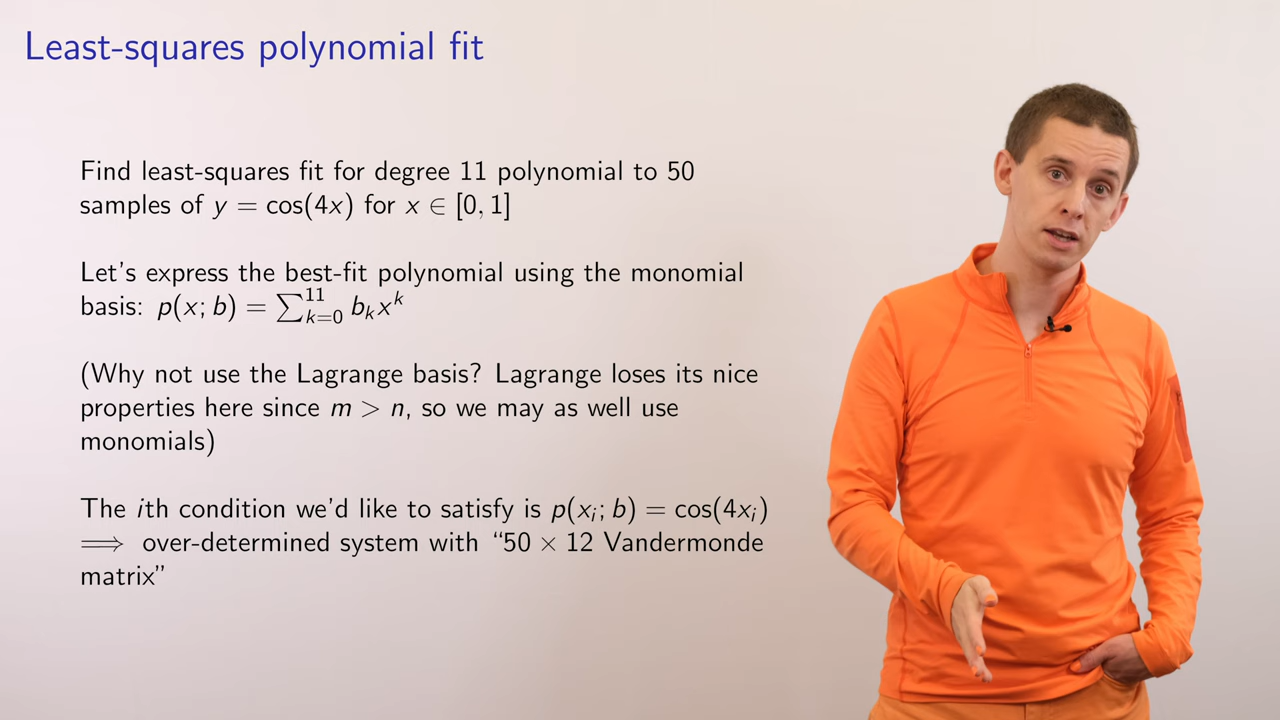 Least-squares polynomial fit
Find least-squares fit for degree 11 polynomial to 50
samples of y = cos(4x) for x ∈ [0, 1]
Let's express the best-fit polynomial using the monomial
basis: p(x; b) = ∑_{k=0}^{11} b_k x^k
(Why not use the Lagrange basis? Lagrange loses its nice
properties here since m > n, so we may as well use
monomials)
The ith condition we'd like to satisfy is p(x_i; b) = cos(4x_i)
⟹ over-determined system with “50 × 12 Vandermonde
matrix”